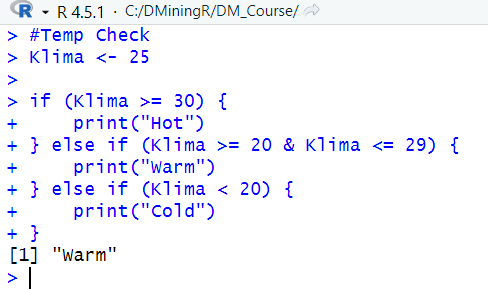 R R 4.5.1 · C:/DMiningR/DM_Course/
> #Temp Check
> Klima <- 25
>
> if (Klima >= 30) {
+     print("Hot")
+ } else if (Klima >= 20 & Klima <= 29) {
+     print("Warm")
+ } else if (Klima < 20) {
+     print("Cold")
+ }
[1] "Warm"
>